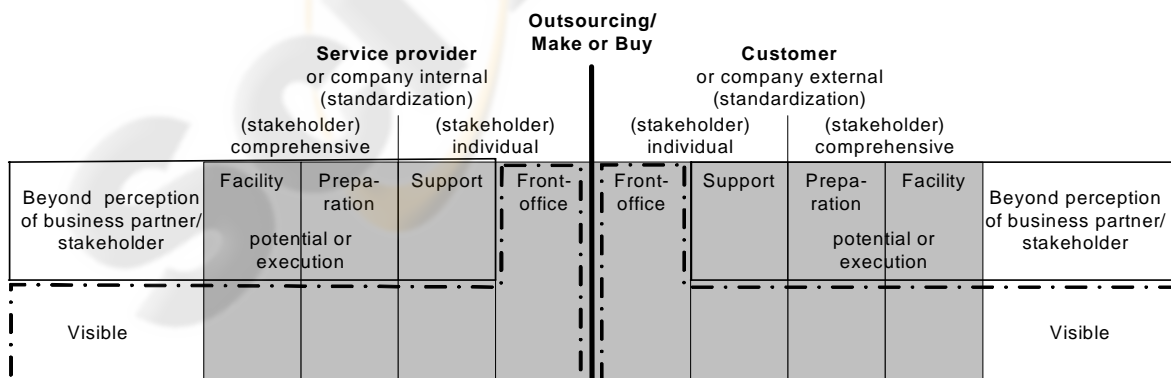 Outsourcing/
Make or Buy
Service provider
or company internal
(standardization)
Customer
or company external
(standardization)
(stakeholder)
comprehensive
(stakeholder)
individual
(stakeholder)
individual
(stakeholder)
comprehensive
Beyond perception
of business partner/
stakeholder
Facility
Prepa-
ration
Support
Front-
office
Front-
office
Support
Prepa-
ration
Facility
Beyond perception
of business partner/
stakeholder
potential or
execution
potential or
execution
Visible
Visible